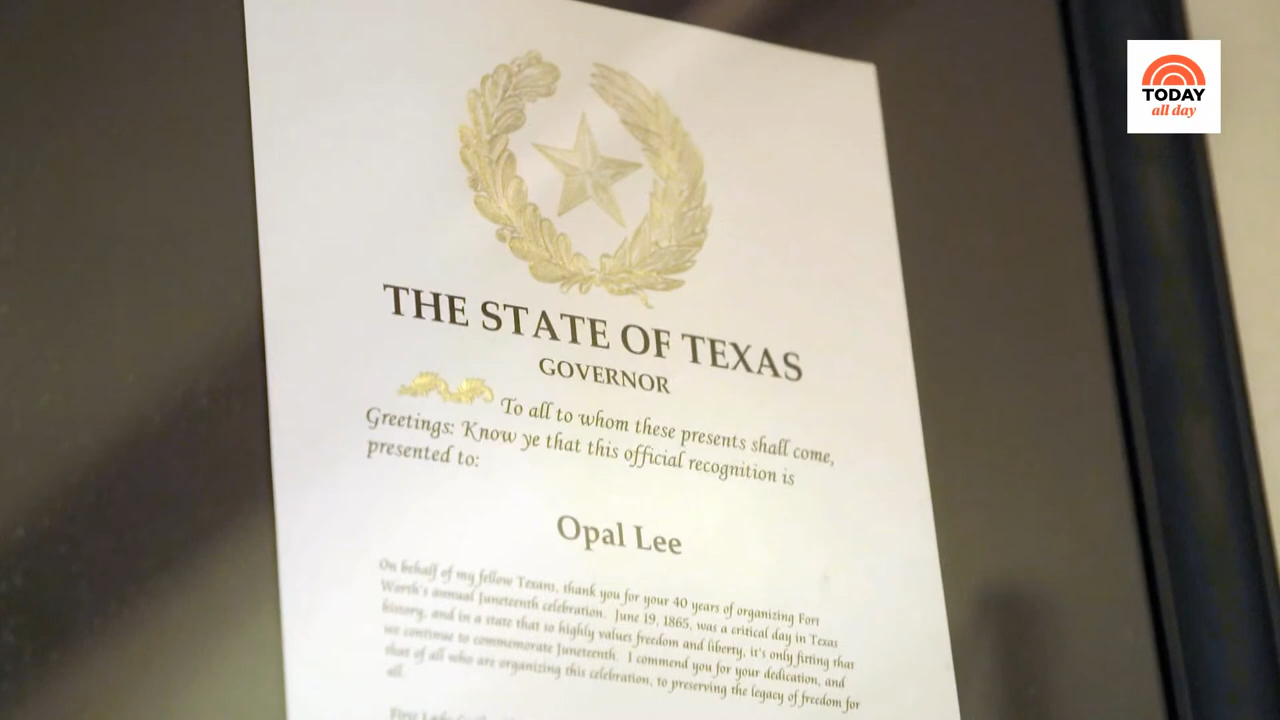 TODAY
all day
THE STATE OF TEXAS
GOVERNOR
To all to whom these presents shall come,
Greetings: Know ye that this official recognition is
presented to:
Opal Lee
On behalf of my fellow Texans, thank you for your 40 years of organizing Fort
Worth's annual Juneteenth celebration. June 19, 1865, was a critical day in Texas
history, and in a state that so highly values freedom and liberty, it's only fitting that
we continue to commemorate Juneteenth. I commend you for your dedication, and
that of all who are organizing this celebration, to preserving the legacy of freedom for
all.
First Lady